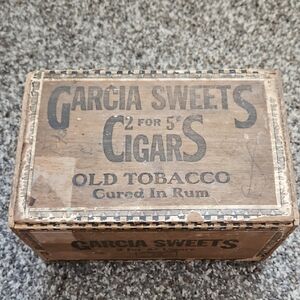 GARCIA SWEETS
2 FOR 5¢
CIGARS
OLD TOBACCO
Cured In Rum
GARCIA SWEETS